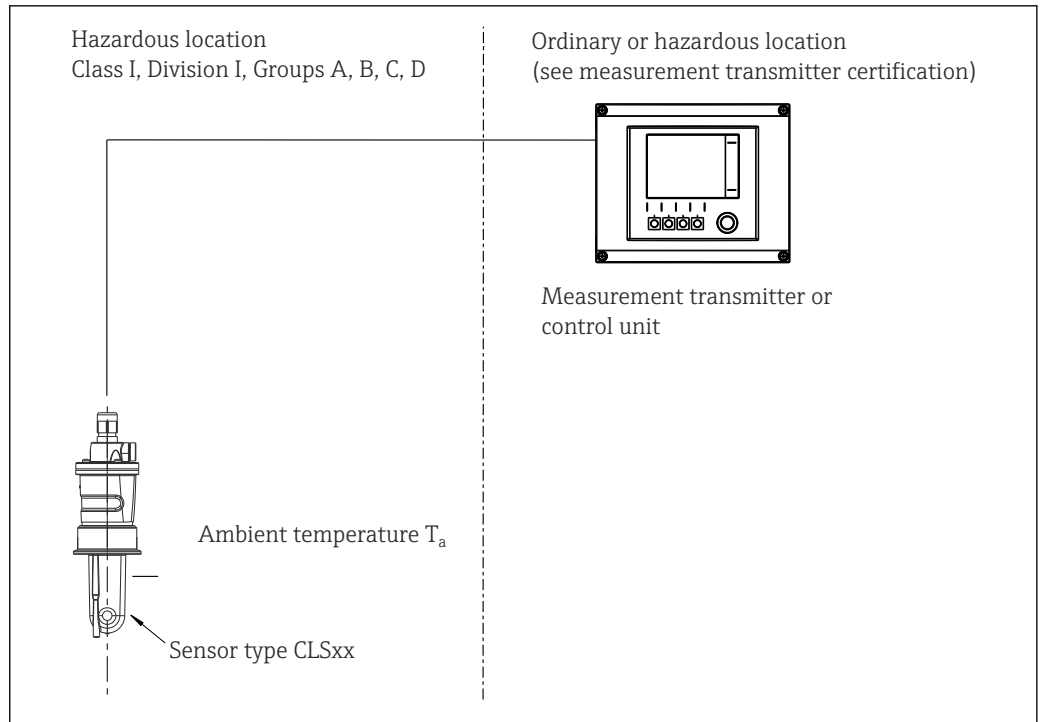 Hazardous location
Class I, Division I, Groups A, B, C, D
Ordinary or hazardous location
(see measurement transmitter certification)
Measurement transmitter or
control unit
Ambient temperature Ta
Sensor type CLSxx